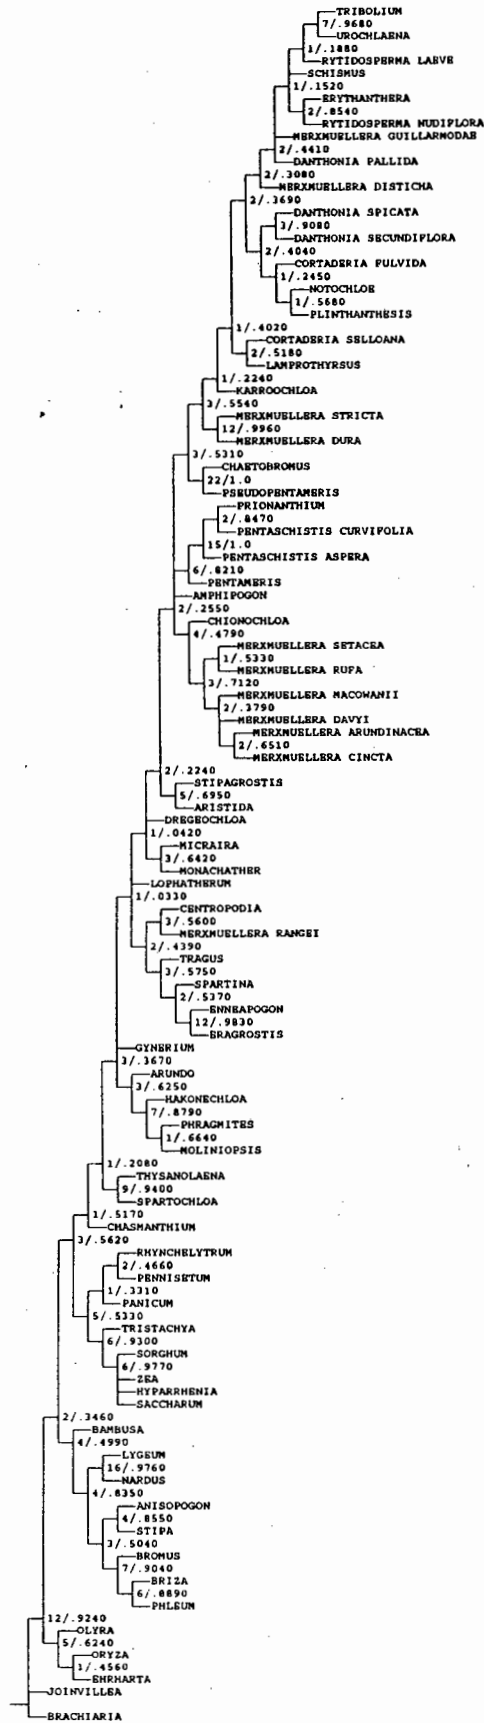 TRIBOLIUM
7/.9680
UROCHLAENA
1/.1880
RYTIDOSPERMA LAEVE
SCHISMUS
1/.1520
ERYTHANTHERA
2/.8540
RYTIDOSPERMA NUDIFLORA
MERXMUELLERA GUILLARMODAE
2/.4410
DANTHONIA PALLIDA
2/.3080
MERXMUELLERA DISTICHA
2/.3690
DANTHONIA SPICATA
3/.9080
DANTHONIA SECUNDIFLORA
2/.4040
CORTADERIA FULVIDA
1/.2450
NOTOCHLOE
1/.5680
PLINTHANTHESIS
1/.4020
CORTADERIA SELLOANA
2/.5180
LAMPROTHYRSUS
1/.2240
KARROOCHLOA
3/.5540
MERXMUELLERA STRICTA
12/.9960
MERXMUELLERA DURA
3/.5310
CHAETOBROMUS
22/1.0
PSEUDOPENTAMERIS
PRIONANTHIUM
2/.8470
PENTASCHISTIS CURVIFOLIA
15/1.0
PENTASCHISTIS ASPERA
6/.8210
PENTAMERIS
AMPHIPOGON
2/.2550
CHIONOCHLOA
4/.4790
MERXMUELLERA SETACEA
1/.5330
MERXMUELLERA RUFA
3/.7120
MERXMUELLERA MACOWANII
2/.3790
MERXMUELLERA DAVYI
MERXMUELLERA ARUNDINACEA
2/.6510
MERXMUELLERA CINCTA
2/.2240
STIPAGROSTIS
5/.6950
ARISTIDA
DREGEOCHLOA
1/.0420
MICRAIRA
3/.6420
MONACHATHER
LOPHATHERUM
1/.0330
CENTROPODIA
3/.5600
MERXMUELLERA RANGEI
2/.4390
TRAGUS
3/.5750
SPARTINA
2/.5370
ENNEAPOGON
12/.9830
ERAGROSTIS
GYNERIUM
3/.3670
ARUNDO
3/.6250
HAKONECHLOA
7/.8790
PHRAGMITES
1/.6640
MOLINIOPSIS
1/.2080
THYSANOLAENA
9/.9400
SPARTOCHLOA
1/.5170
CHASMANTHIUM
3/.5620
RHYNCHELYTRUM
2/.4660
PENNISETUM
1/.3310
PANICUM
5/.5330
TRISTACHYA
6/.9300
SORGHUM
6/.9770
ZEA
HYPARRHENIA
SACCHARUM
2/.3460
BAMBUSA
4/.4990
LYGEUM
16/.9760
NARDUS
4/.8350
ANISOPOGON
4/.8550
STIPA
3/.5040
BROMUS
7/.9040
BRIZA
6/.8890
PHLEUM
12/.9240
OLYRA
5/.6240
ORYZA
1/.4560
EHRHARTA
JOINVILLEA
BRACHIARIA